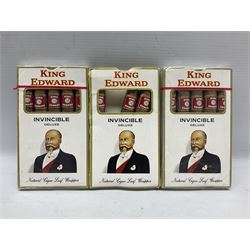 KING
EDWARD
INVINCIBLE
DELUXE
Natural Cigar Leaf Wrapper
KING
EDWARD
INVINCIBLE
DELUXE
Natural Cigar Leaf Wrapper
KING
EDWARD
INVINCIBLE
DELUXE
Natural Cigar Leaf Wrapper